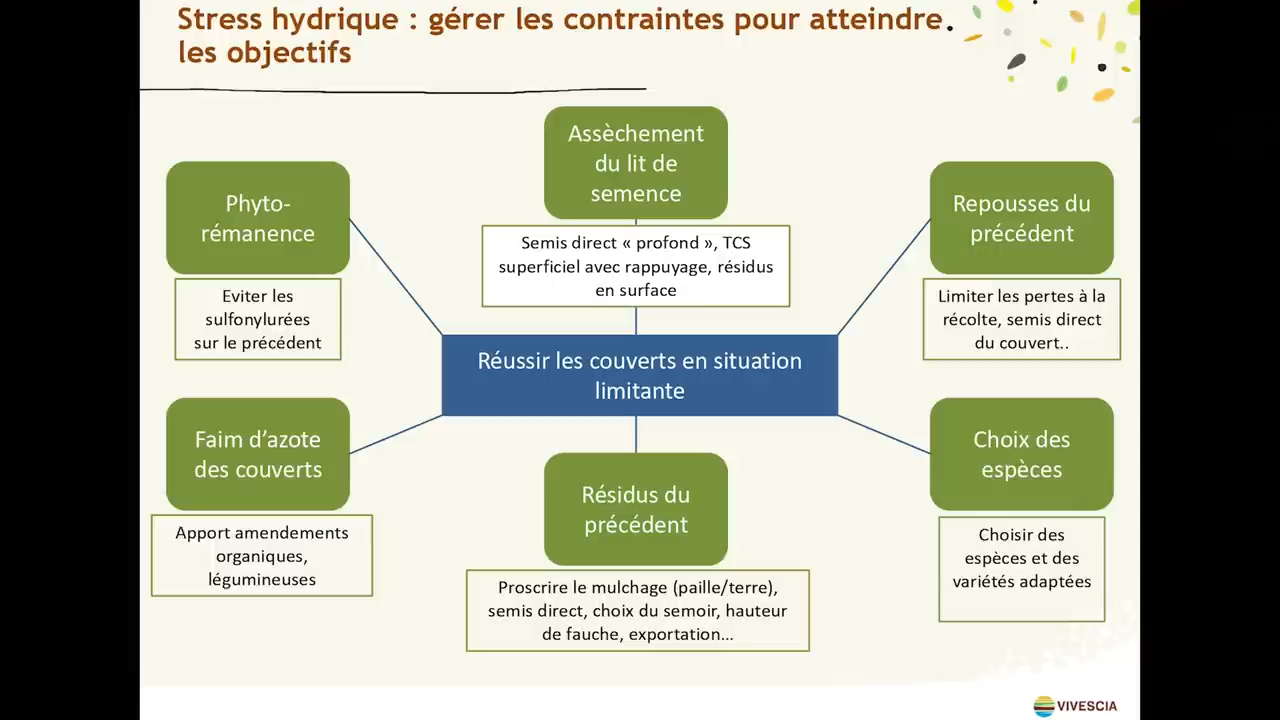 Stress hydrique : gérer les contraintes pour atteindre
les objectifs
Assèchement
du lit de
semence
Semis direct « profond », TCS
superficiel avec rappuyage, résidus
en surface
Phyto-
rémanence
Eviter les
sulfonylurées
sur le précédent
Repousses du
précédent
Limiter les pertes à la
récolte, semis direct
du couvert..
Réussir les couverts en situation
limitante
Faim d’azote
des couverts
Apport amendements
organiques,
légumineuses
Résidus du
précédent
Proscrire le mulchage (paille/terre),
semis direct, choix du semoir, hauteur
de fauche, exportation...
Choix des
espèces
Choisir des
espèces et des
variétés adaptées
VIVESCIA